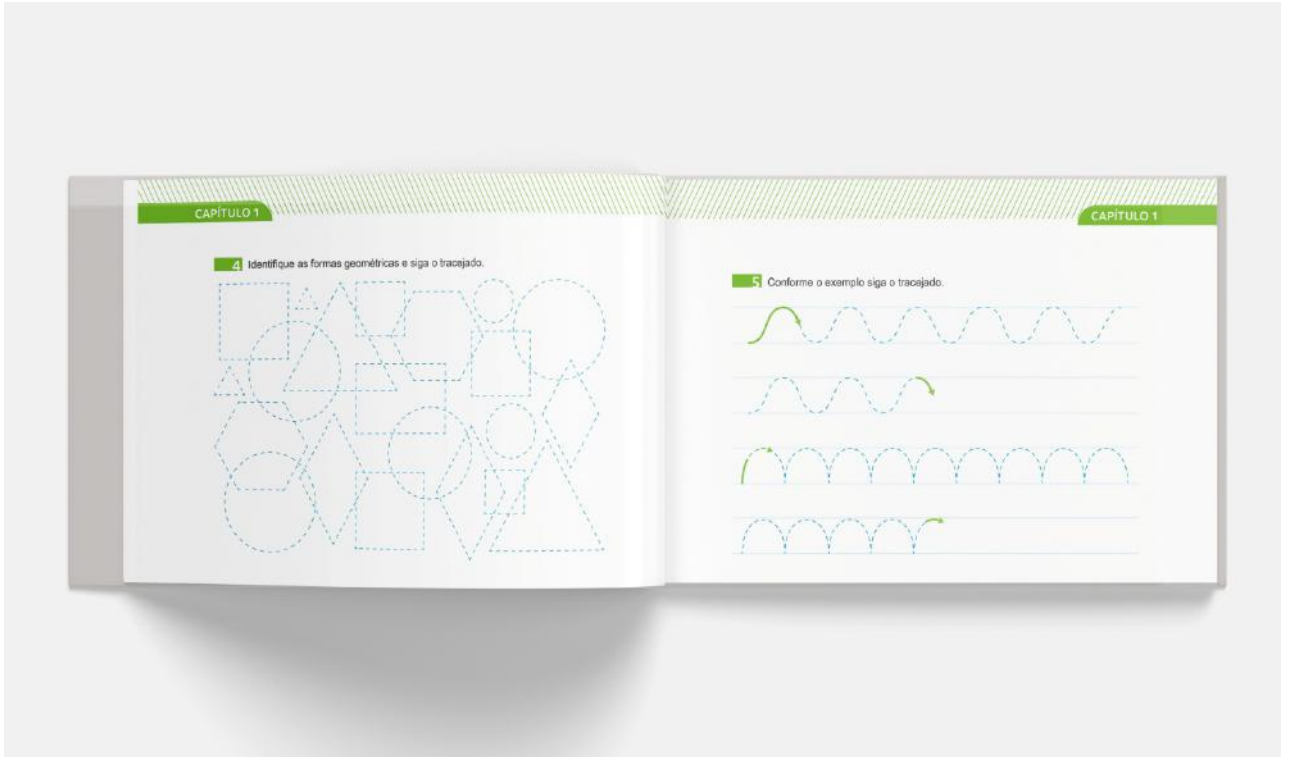 CAPÍTULO 1
4 Identifique as formas geométricas e siga o tracejado.
CAPÍTULO 1
5 Conforme o exemplo siga o tracejado.